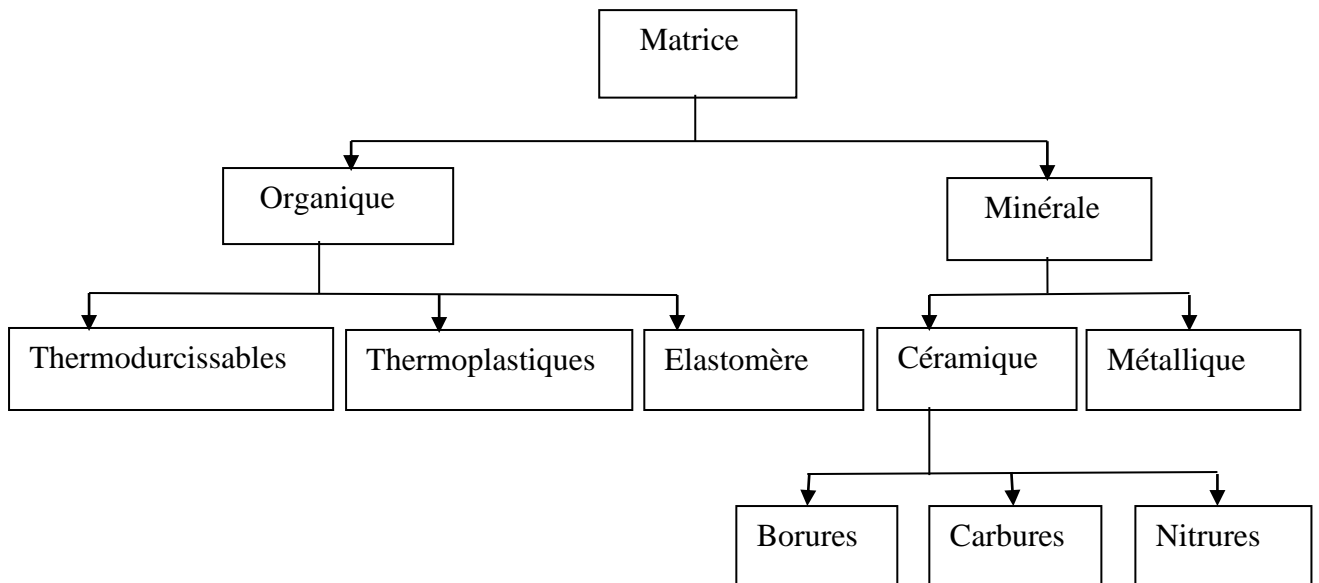 Matrice
Organique
Minérale
Thermodurcissables
Thermoplastiques
Elastomère
Céramique
Métallique
Borures
Carbures
Nitrures